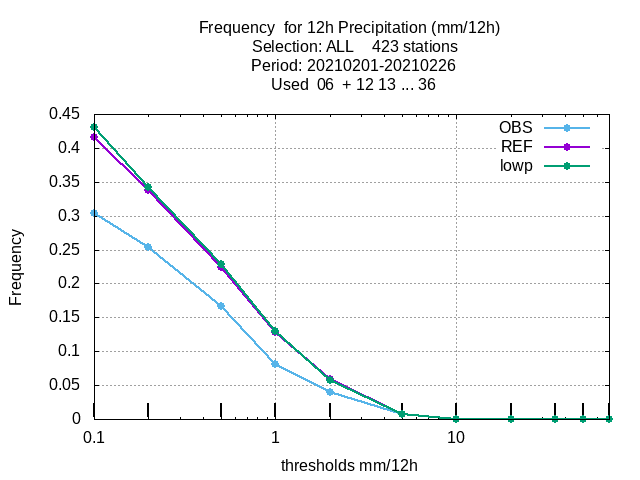 Frequency  for 12h Precipitation (mm/12h)
Selection: ALL    423 stations
Period: 20210201-20210226
Used  06  + 12 13 ... 36
OBS
REF
lowp
Frequency
0.45
0.4
0.35
0.3
0.25
0.2
0.15
0.1
0.05
0
0.1 1 10
thresholds mm/12h